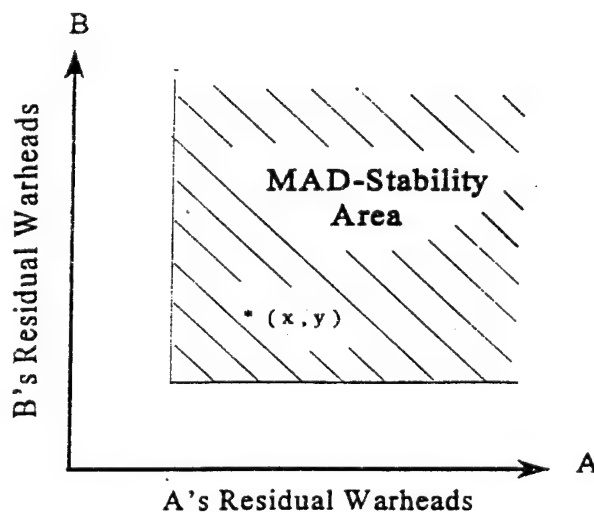 B
B's Residual Warheads
MAD-Stability
Area
* (x,y)
A
A's Residual Warheads